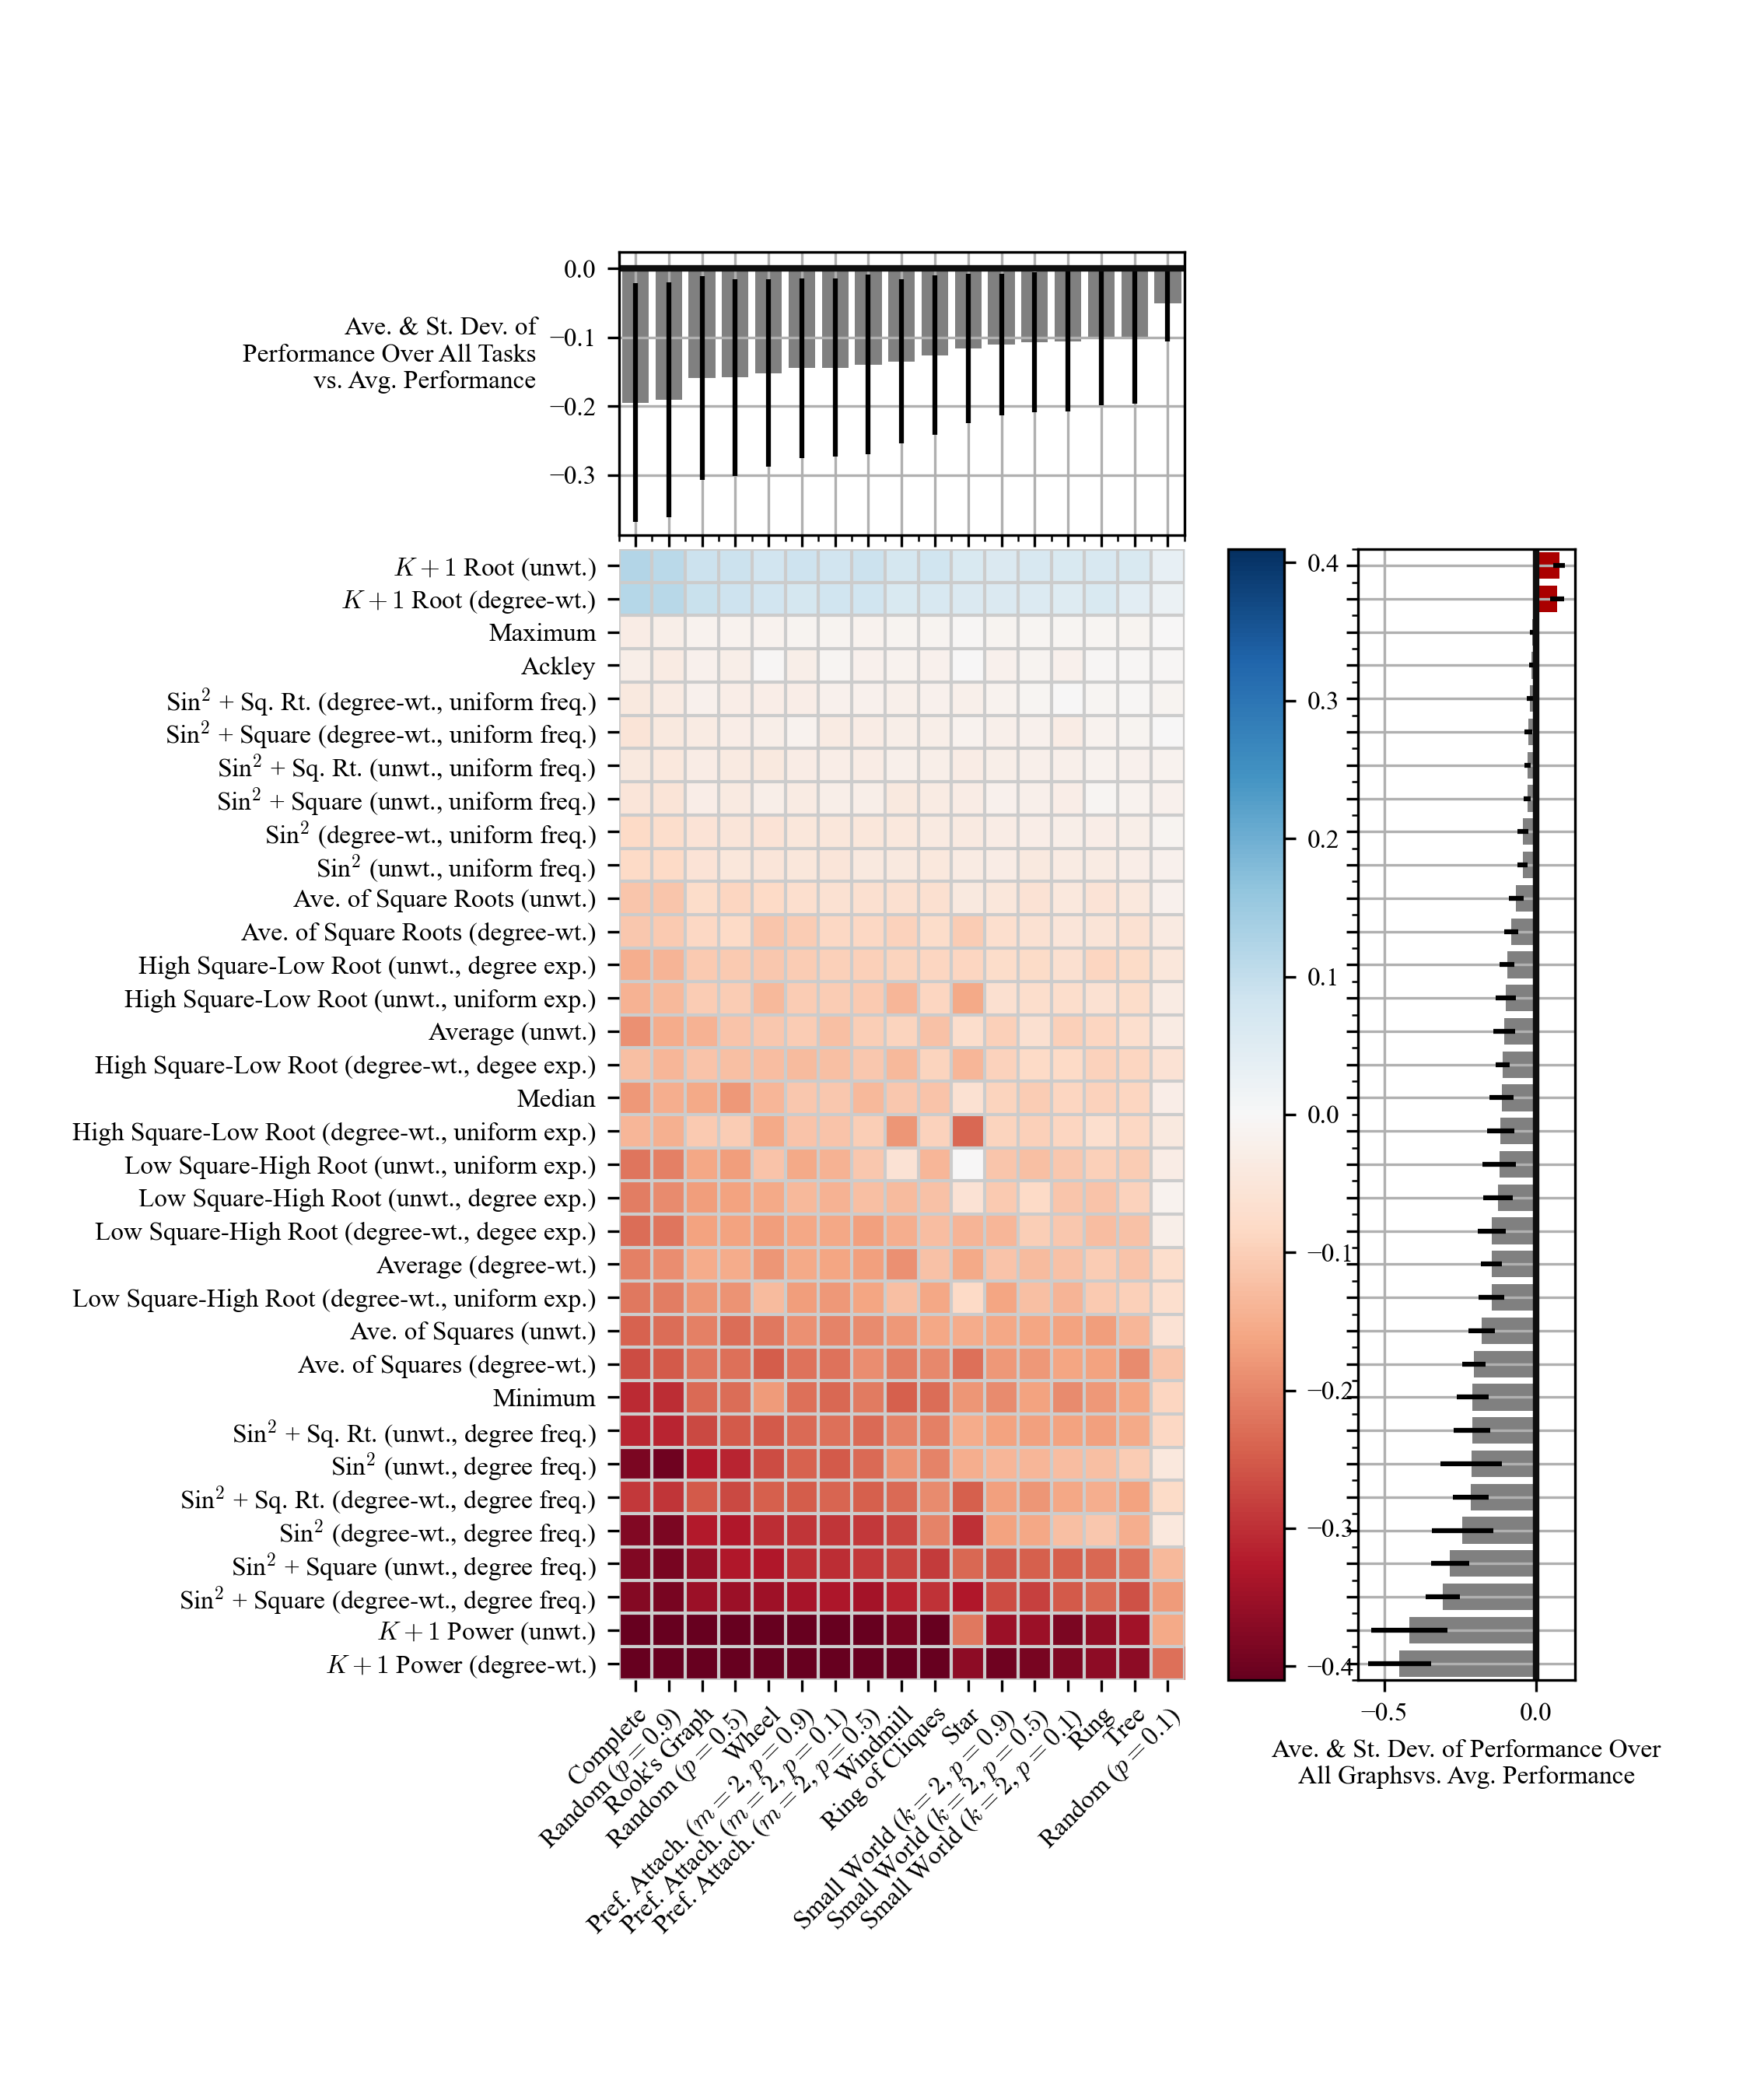 0.0
−0.1
−0.2
−0.3
Ave. & St. Dev. of
Performance Over All Tasks
vs. Avg. Performance
K + 1 Root (unwt.)
K + 1 Root (degree-wt.)
Maximum
Ackley
Sin² + Sq. Rt. (degree-wt., uniform freq.)
Sin² + Square (degree-wt., uniform freq.)
Sin² + Sq. Rt. (unwt., uniform freq.)
Sin² + Square (unwt., uniform freq.)
Sin² (degree-wt., uniform freq.)
Sin² (unwt., uniform freq.)
Ave. of Square Roots (unwt.)
Ave. of Square Roots (degree-wt.)
High Square-Low Root (unwt., degree exp.)
High Square-Low Root (unwt., uniform exp.)
Average (unwt.)
High Square-Low Root (degree-wt., degee exp.)
Median
High Square-Low Root (degree-wt., uniform exp.)
Low Square-High Root (unwt., uniform exp.)
Low Square-High Root (unwt., degree exp.)
Low Square-High Root (degree-wt., degee exp.)
Average (degree-wt.)
Low Square-High Root (degree-wt., uniform exp.)
Ave. of Squares (unwt.)
Ave. of Squares (degree-wt.)
Minimum
Sin² + Sq. Rt. (unwt., degree freq.)
Sin² (unwt., degree freq.)
Sin² + Sq. Rt. (degree-wt., degree freq.)
Sin² (degree-wt., degree freq.)
Sin² + Square (unwt., degree freq.)
Sin² + Square (degree-wt., degree freq.)
K + 1 Power (unwt.)
K + 1 Power (degree-wt.)
0.4
0.3
0.2
0.1
0.0
−0.1
−0.2
−0.3
−0.4
−0.5
0.0
Ave. & St. Dev. of Performance Over
All Graphsvs. Avg. Performance
Complete
Random (p = 0.9)
Rook's Graph
Random (p = 0.5)
Wheel
Pref. Attach. (m = 2, p = 0.9)
Pref. Attach. (m = 2, p = 0.1)
Pref. Attach. (m = 2, p = 0.5)
Windmill
Ring of Cliques
Star
Small World (k = 2, p = 0.9)
Small World (k = 2, p = 0.5)
Small World (k = 2, p = 0.1)
Ring
Tree
Random (p = 0.1)